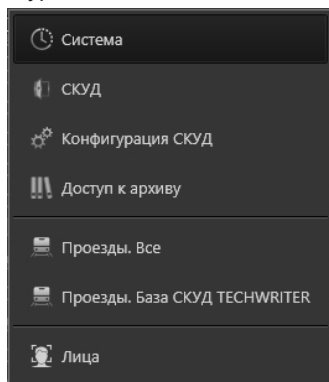 Система
СКУД
Конфигурация СКУД
Доступ к архиву
Проезды. Все
Проезды. База СКУД TECHWRITER
Лица